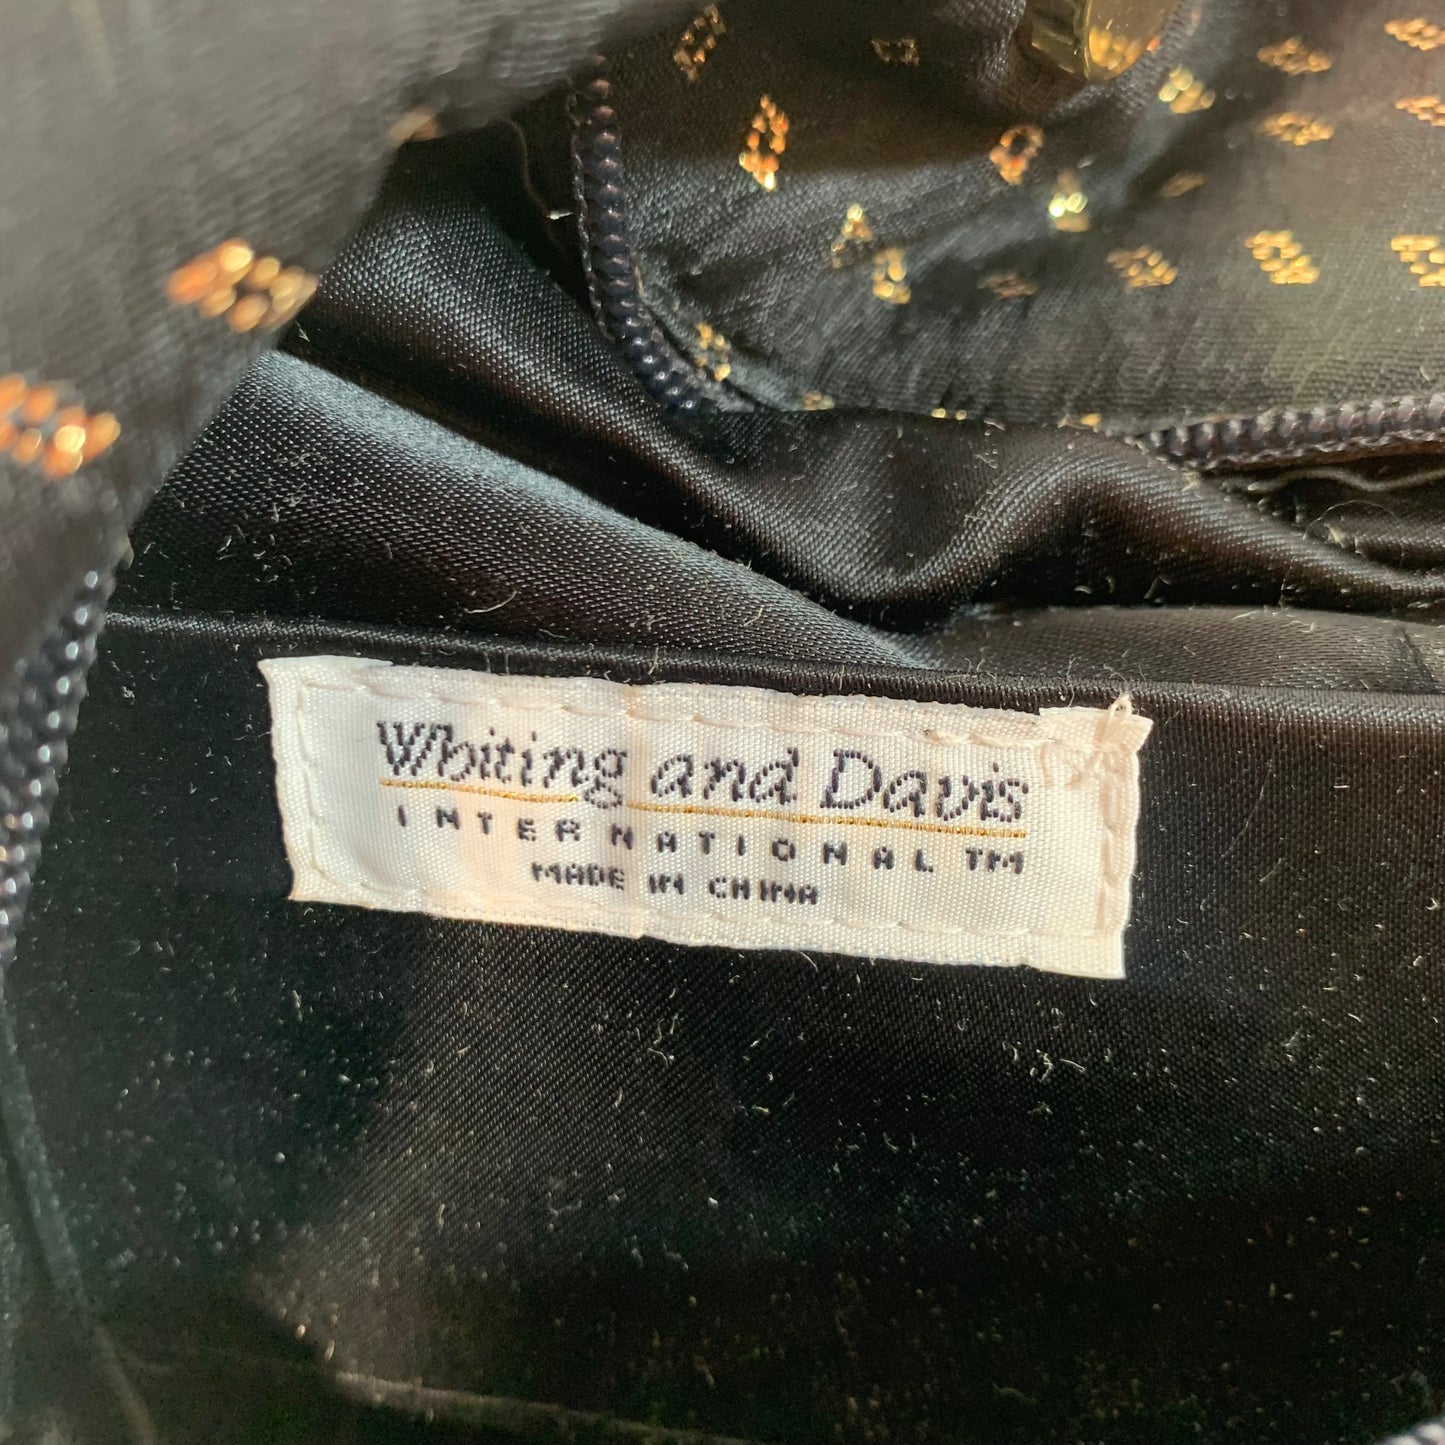 Whiting and Davis
INTERNATIONAL TM
MADE IN CHINA